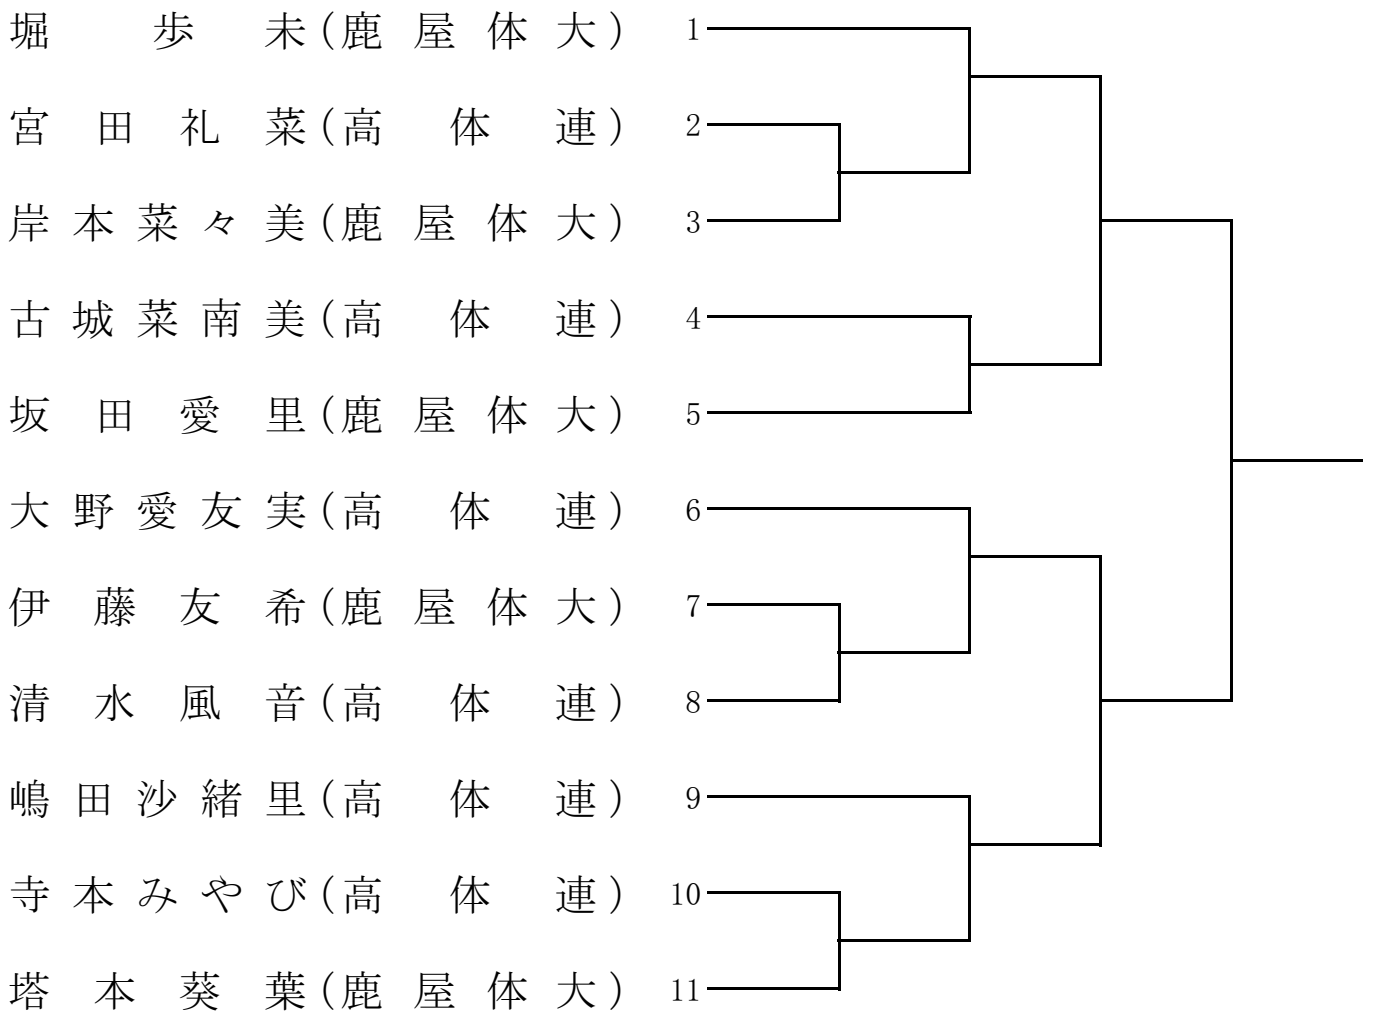 堀歩未(鹿屋体大) 1
宮田礼菜(高体連) 2
岸本菜々美(鹿屋体大) 3
古城菜南美(高体連) 4
坂田愛里(鹿屋体大) 5
大野愛友実(高体連) 6
伊藤友希(鹿屋体大) 7
清水風音(高体連) 8
嶋田沙緒里(高体連) 9
寺本みやび(高体連) 10
塔本葵葉(鹿屋体大) 11